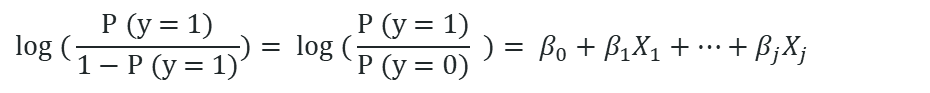 log ( P (y = 1) / 1 − P (y = 1) ) = log ( P (y = 1) / P (y = 0) ) = β₀ + β₁X₁ + ⋯ + βⱼXⱼ